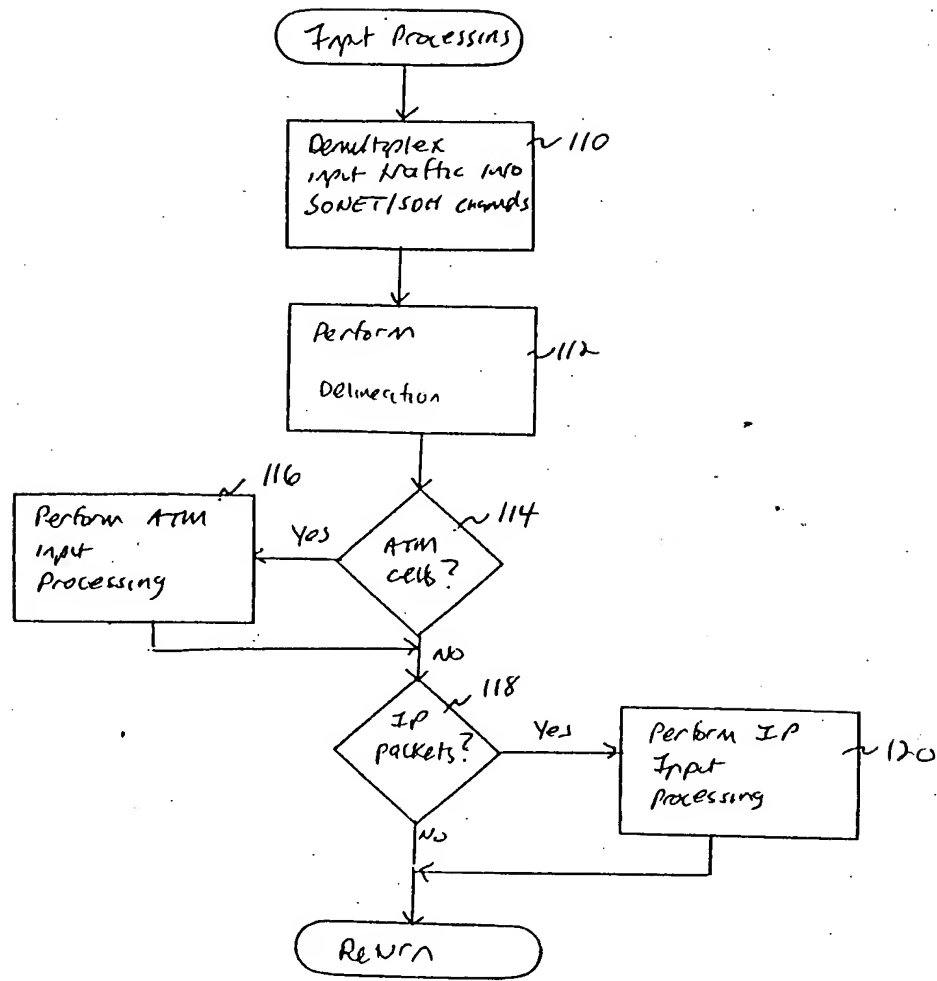 Input Processing
Demultiplex
input traffic into
SONET/SDH channels
110
Perform
Delineation
112
116
Perform ATM
input
Processing
Yes
114
ATM
cells?
NO
118
IP
packets?
Yes
Perform IP
Input
Processing
120
NO
Return